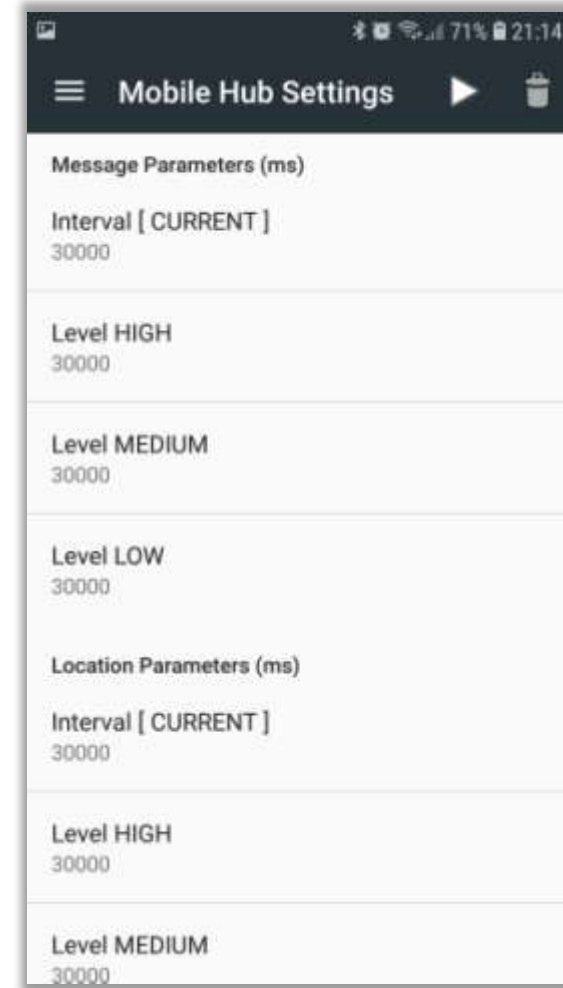 71% 21:14
Mobile Hub Settings
Message Parameters (ms)
Interval [ CURRENT ]
30000
Level HIGH
30000
Level MEDIUM
30000
Level LOW
30000
Location Parameters (ms)
Interval [ CURRENT ]
30000
Level HIGH
30000
Level MEDIUM
30000